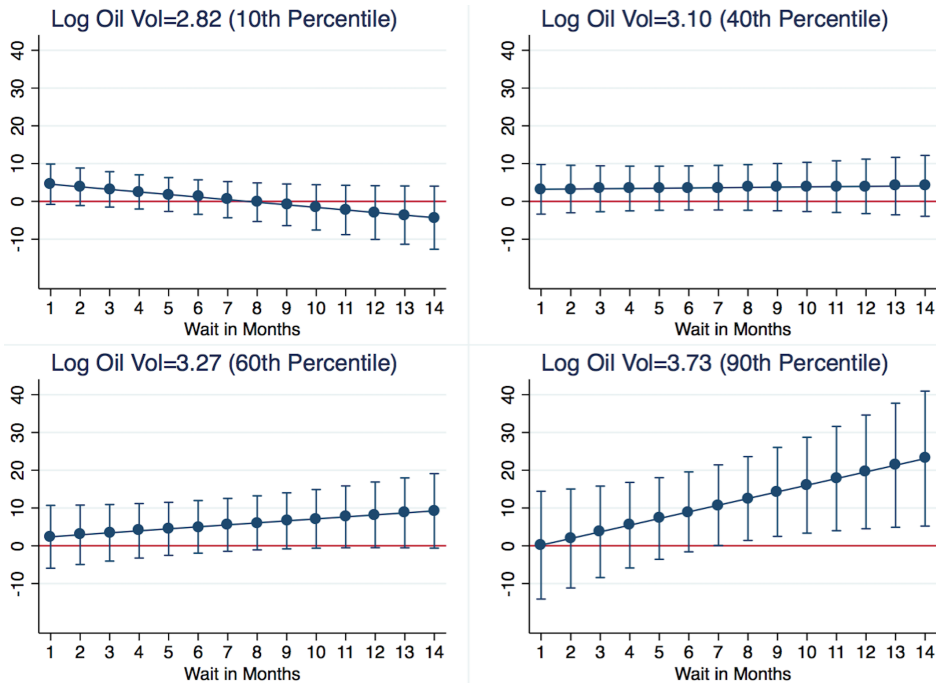 Log Oil Vol=2.82 (10th Percentile)
40
30
20
10
0
-10
1 2 3 4 5 6 7 8 9 10 11 12 13 14
Wait in Months
Log Oil Vol=3.10 (40th Percentile)
40
30
20
10
0
-10
1 2 3 4 5 6 7 8 9 10 11 12 13 14
Wait in Months
Log Oil Vol=3.27 (60th Percentile)
40
30
20
10
0
-10
1 2 3 4 5 6 7 8 9 10 11 12 13 14
Wait in Months
Log Oil Vol=3.73 (90th Percentile)
40
30
20
10
0
-10
1 2 3 4 5 6 7 8 9 10 11 12 13 14
Wait in Months